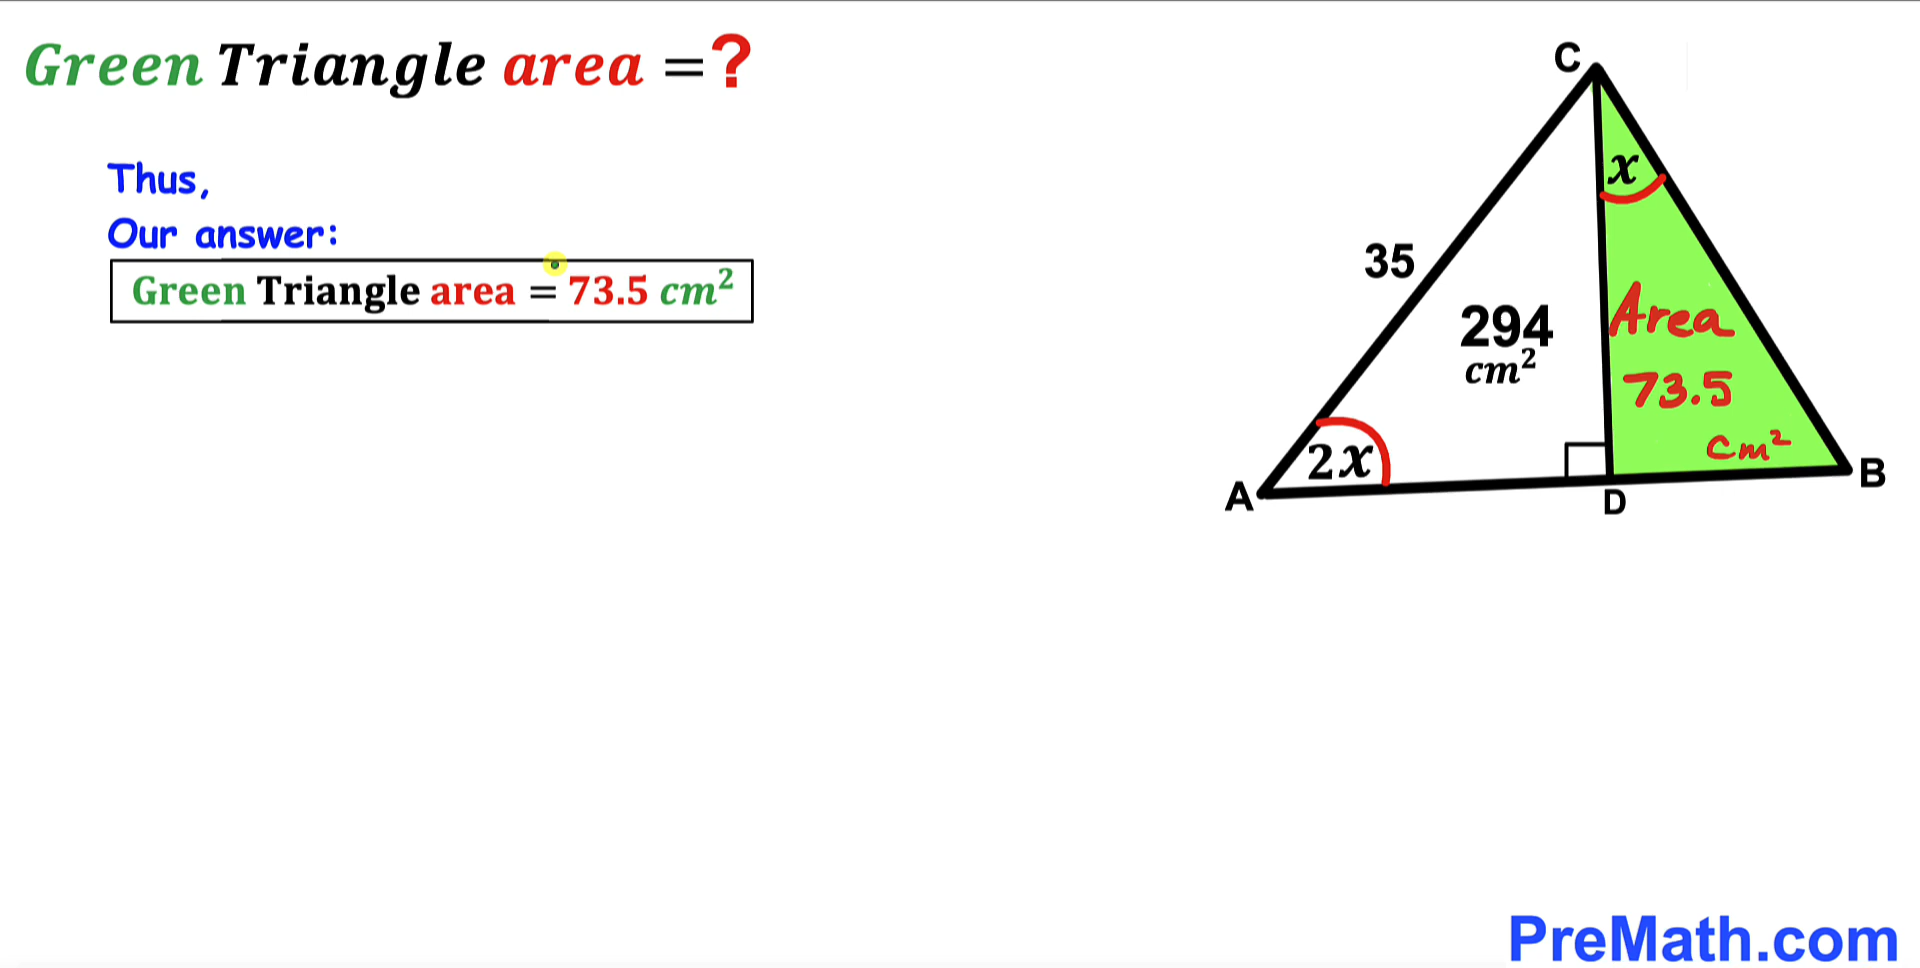 Green Triangle area =?
Thus,
Our answer:
Green Triangle area = 73.5 cm²
C
x
35
294
cm²
Area
73.5
cm²
2x
A
B
D
PreMath.com